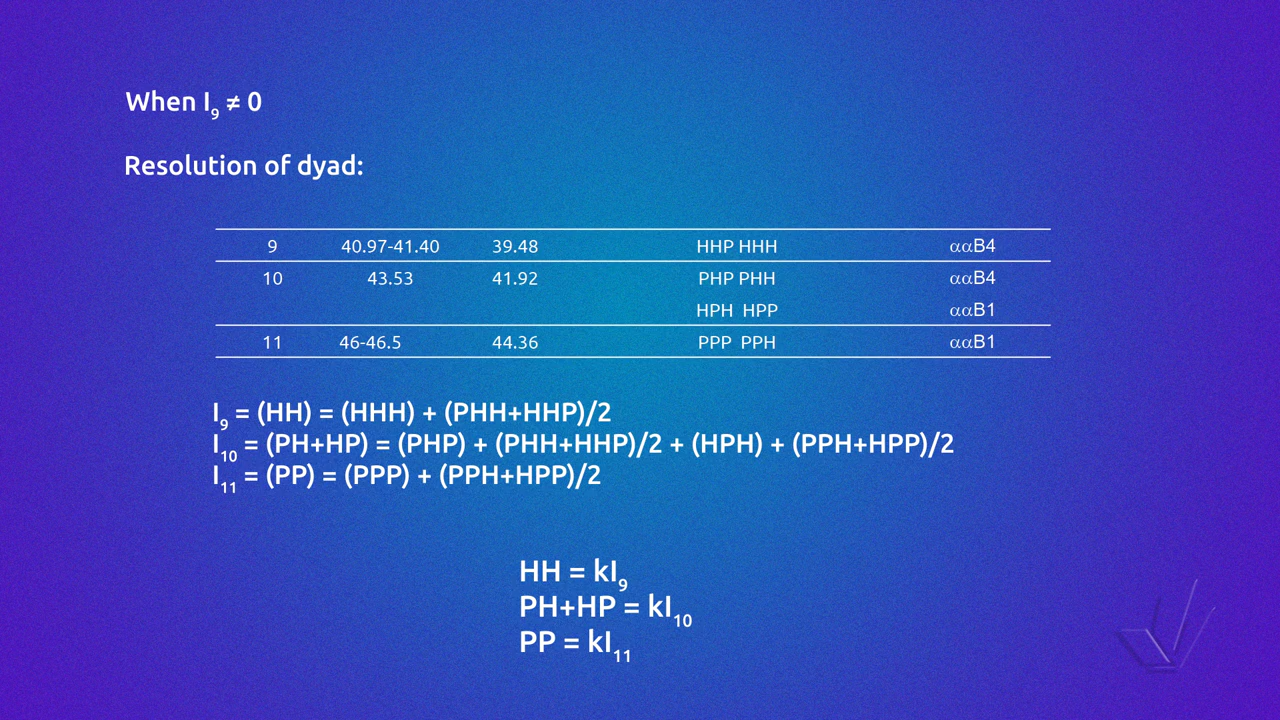 When I₉ ≠ 0
Resolution of dyad:
9 40.97-41.40 39.48 HHP HHH ααB4
10 43.53 41.92 PHP PHH ααB4
HPH HPP ααB1
11 46-46.5 44.36 PPP PPH ααB1
I₉ = (HH) = (HHH) + (PHH+HHP)/2
I₁₀ = (PH+HP) = (PHP) + (PHH+HHP)/2 + (HPH) + (PPH+HPP)/2
I₁₁ = (PP) = (PPP) + (PPH+HPP)/2
HH = kI₉
PH+HP = kI₁₀
PP = kI₁₁